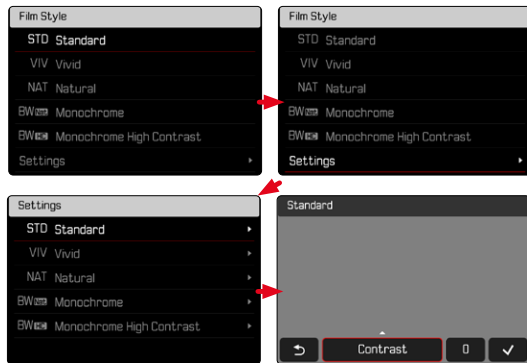 Film Style
STD Standard
VIV Vivid
NAT Natural
BW Monochrome
BW Monochrome High Contrast
Settings
Film Style
STD Standard
VIV Vivid
NAT Natural
BW Monochrome
BW Monochrome High Contrast
Settings
Settings
STD Standard
VIV Vivid
NAT Natural
BW Monochrome
BW Monochrome High Contrast
Standard
Contrast 0